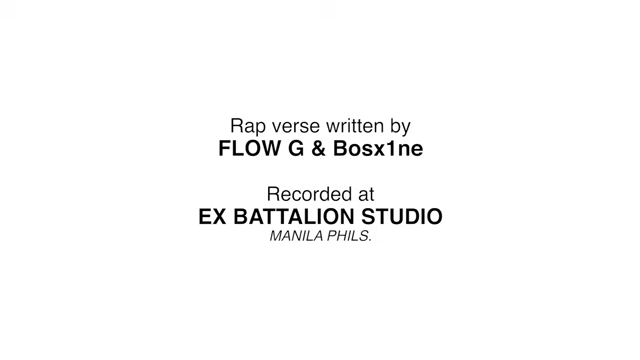 Rap verse written by
FLOW G & Bosx1ne
Recorded at
EX BATTALION STUDIO
MANILA PHILS.